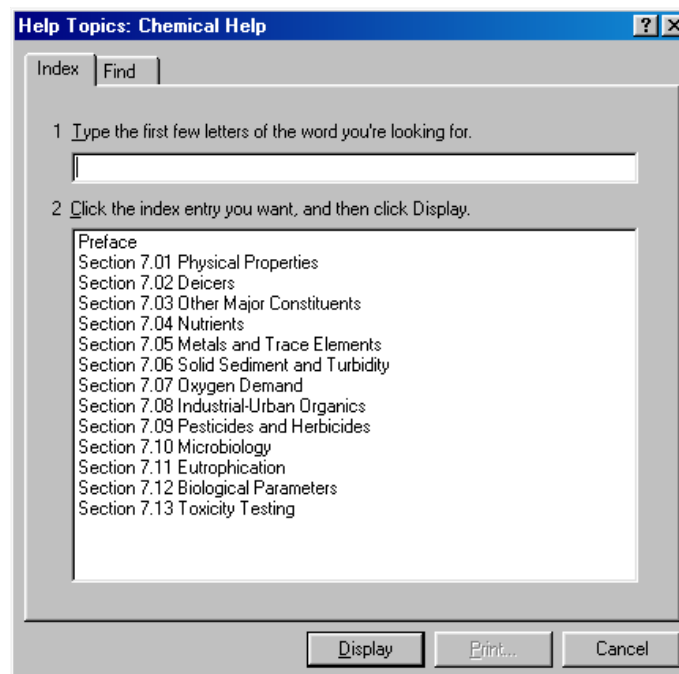 Help Topics: Chemical Help
Index Find
1 Type the first few letters of the word you're looking for.
2 Click the index entry you want, and then click Display.
Preface
Section 7.01 Physical Properties
Section 7.02 Deicers
Section 7.03 Other Major Constituents
Section 7.04 Nutrients
Section 7.05 Metals and Trace Elements
Section 7.06 Solid Sediment and Turbidity
Section 7.07 Oxygen Demand
Section 7.08 Industrial-Urban Organics
Section 7.09 Pesticides and Herbicides
Section 7.10 Microbiology
Section 7.11 Eutrophication
Section 7.12 Biological Parameters
Section 7.13 Toxicity Testing
Display Print... Cancel